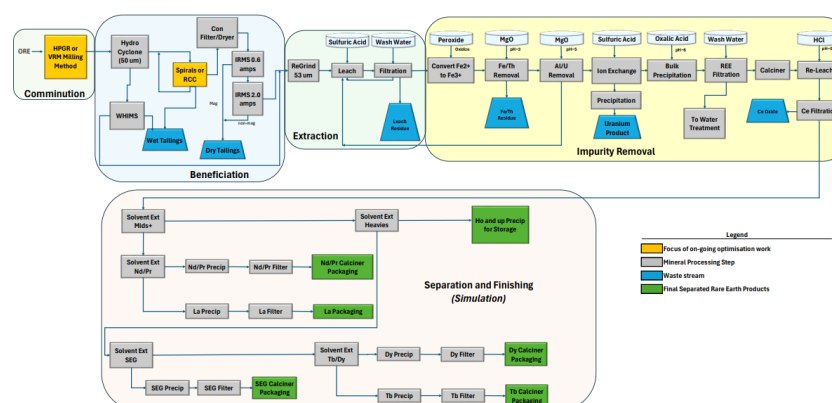 ORE
HPGR or
VRM Milling
Method
Comminution
Hydro
Cyclone
(50 um)
Spirals or
RCC
Con
Filter/Dryer
IRMS 0.6
amps
IRMS 2.0
amps
Mag
non-mag
WHIMS
Wet Tailings
Dry Tailings
Beneficiation
ReGrind
53 um
Sulfuric Acid
Wash Water
Leach
Filtration
Leach
Residue
Extraction
Peroxide
Oxidise
MgO
pH~3
MgO
pH~5
Sulfuric Acid
Oxalic Acid
pH~6
Wash Water
HCl
Convert Fe2+
to Fe3+
Fe/Th
Removal
Al/U
Removal
Ion Exchange
Bulk
Precipitation
REE
Filtration
Calciner
Re-Leach
Fe/Th
Residue
Precipitation
Uranium
Product
To Water
Treatment
Ce Oxide
Ce Filtration
Impurity Removal
Solvent Ext
Mids+
Solvent Ext
Heavies
Ho and up Precip
for Storage
Solvent Ext
Nd/Pr
Nd/Pr Precip
Nd/Pr Filter
Nd/Pr Calciner
Packaging
La Precip
La Filter
La Packaging
Separation and Finishing
(Simulation)
Solvent Ext
SEG
Solvent Ext
Tb/Dy
Dy Precip
Dy Filter
Dy Calciner
Packaging
SEG Precip
SEG Filter
SEG Calciner
Packaging
Tb Precip
Tb Filter
Tb Calciner
Packaging
Legend
Focus of on-going optimisation work
Mineral Processing Step
Waste stream
Final Separated Rare Earth Products